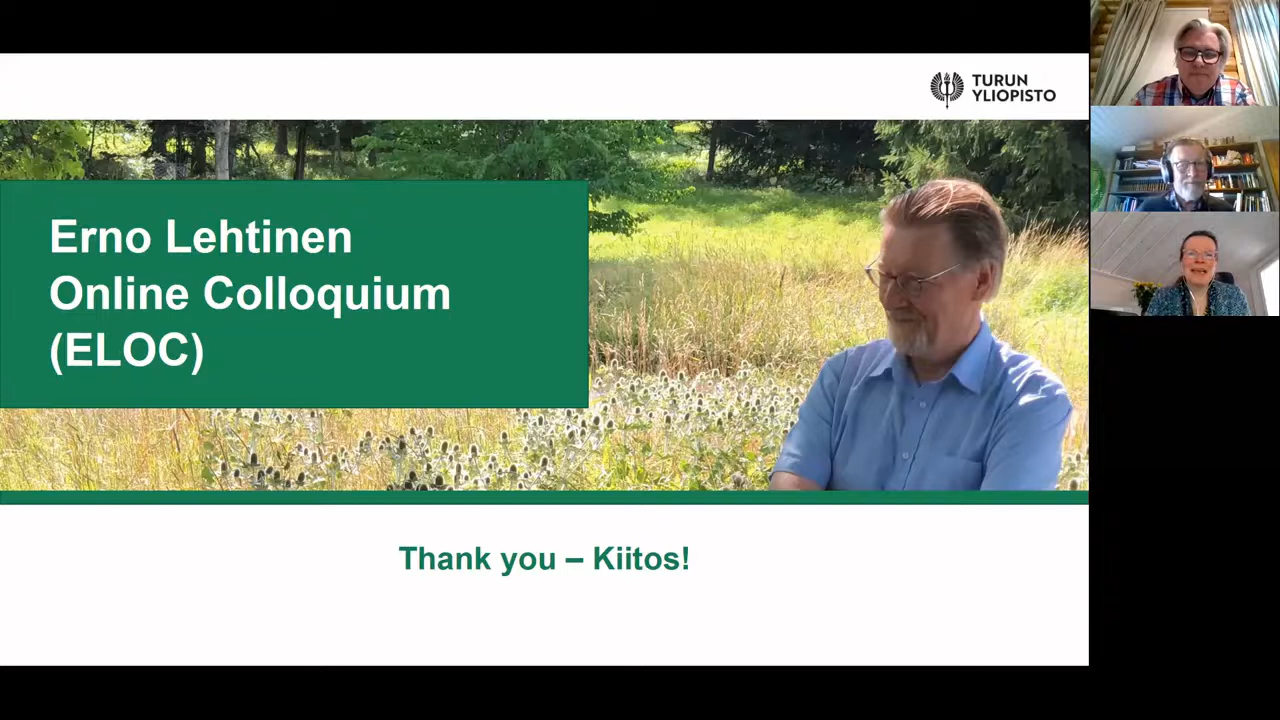 TURUN
YLIOPISTO
Erno Lehtinen
Online Colloquium
(ELOC)
Thank you – Kiitos!